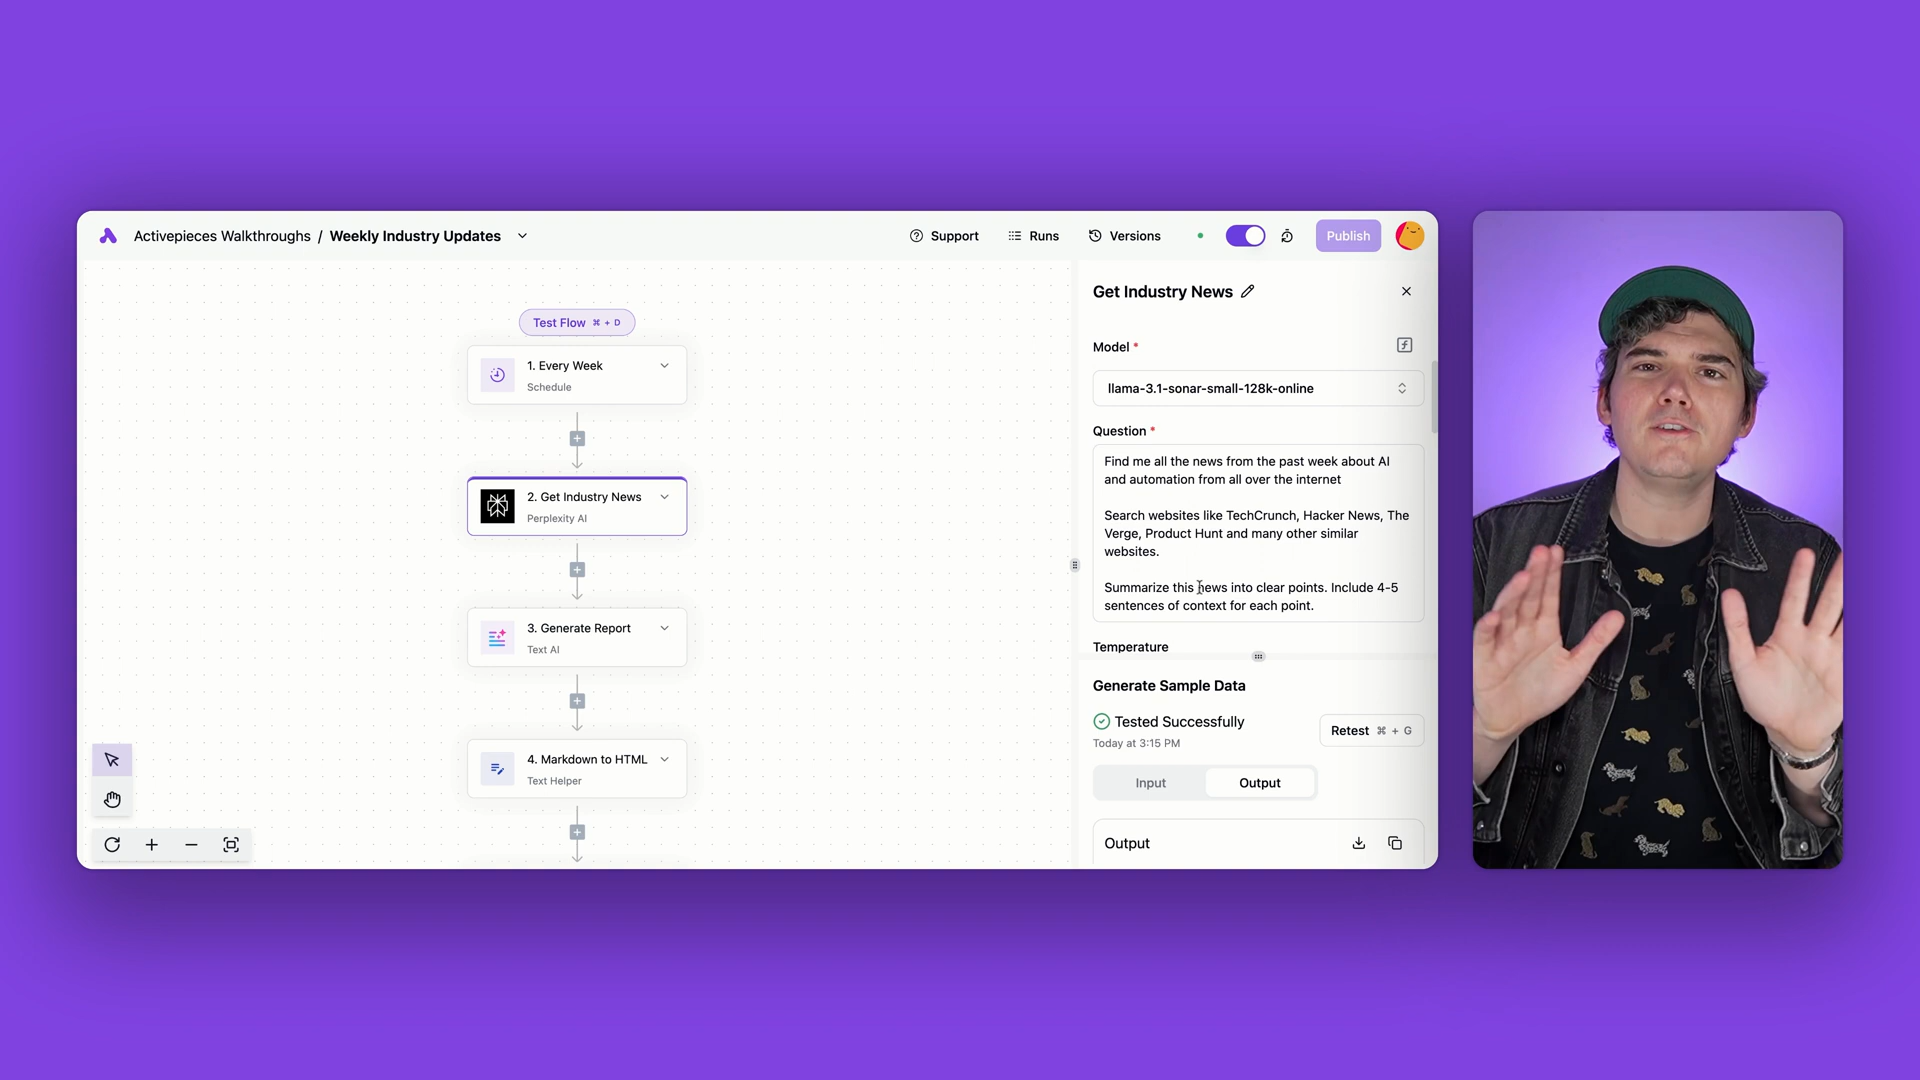 Activepieces Walkthroughs / Weekly Industry Updates
Support
Runs
Versions
Publish
Test Flow ⌘ + D
1. Every Week
Schedule
2. Get Industry News
Perplexity AI
3. Generate Report
Text AI
4. Markdown to HTML
Text Helper
Get Industry News
Model *
llama-3.1-sonar-small-128k-online
Question *
Find me all the news from the past week about AI
and automation from all over the internet
Search websites like TechCrunch, Hacker News, The
Verge, Product Hunt and many other similar
websites.
Summarize this news into clear points. Include 4-5
sentences of context for each point.
Temperature
Generate Sample Data
Tested Successfully
Today at 3:15 PM
Retest ⌘ + G
Input
Output
Output